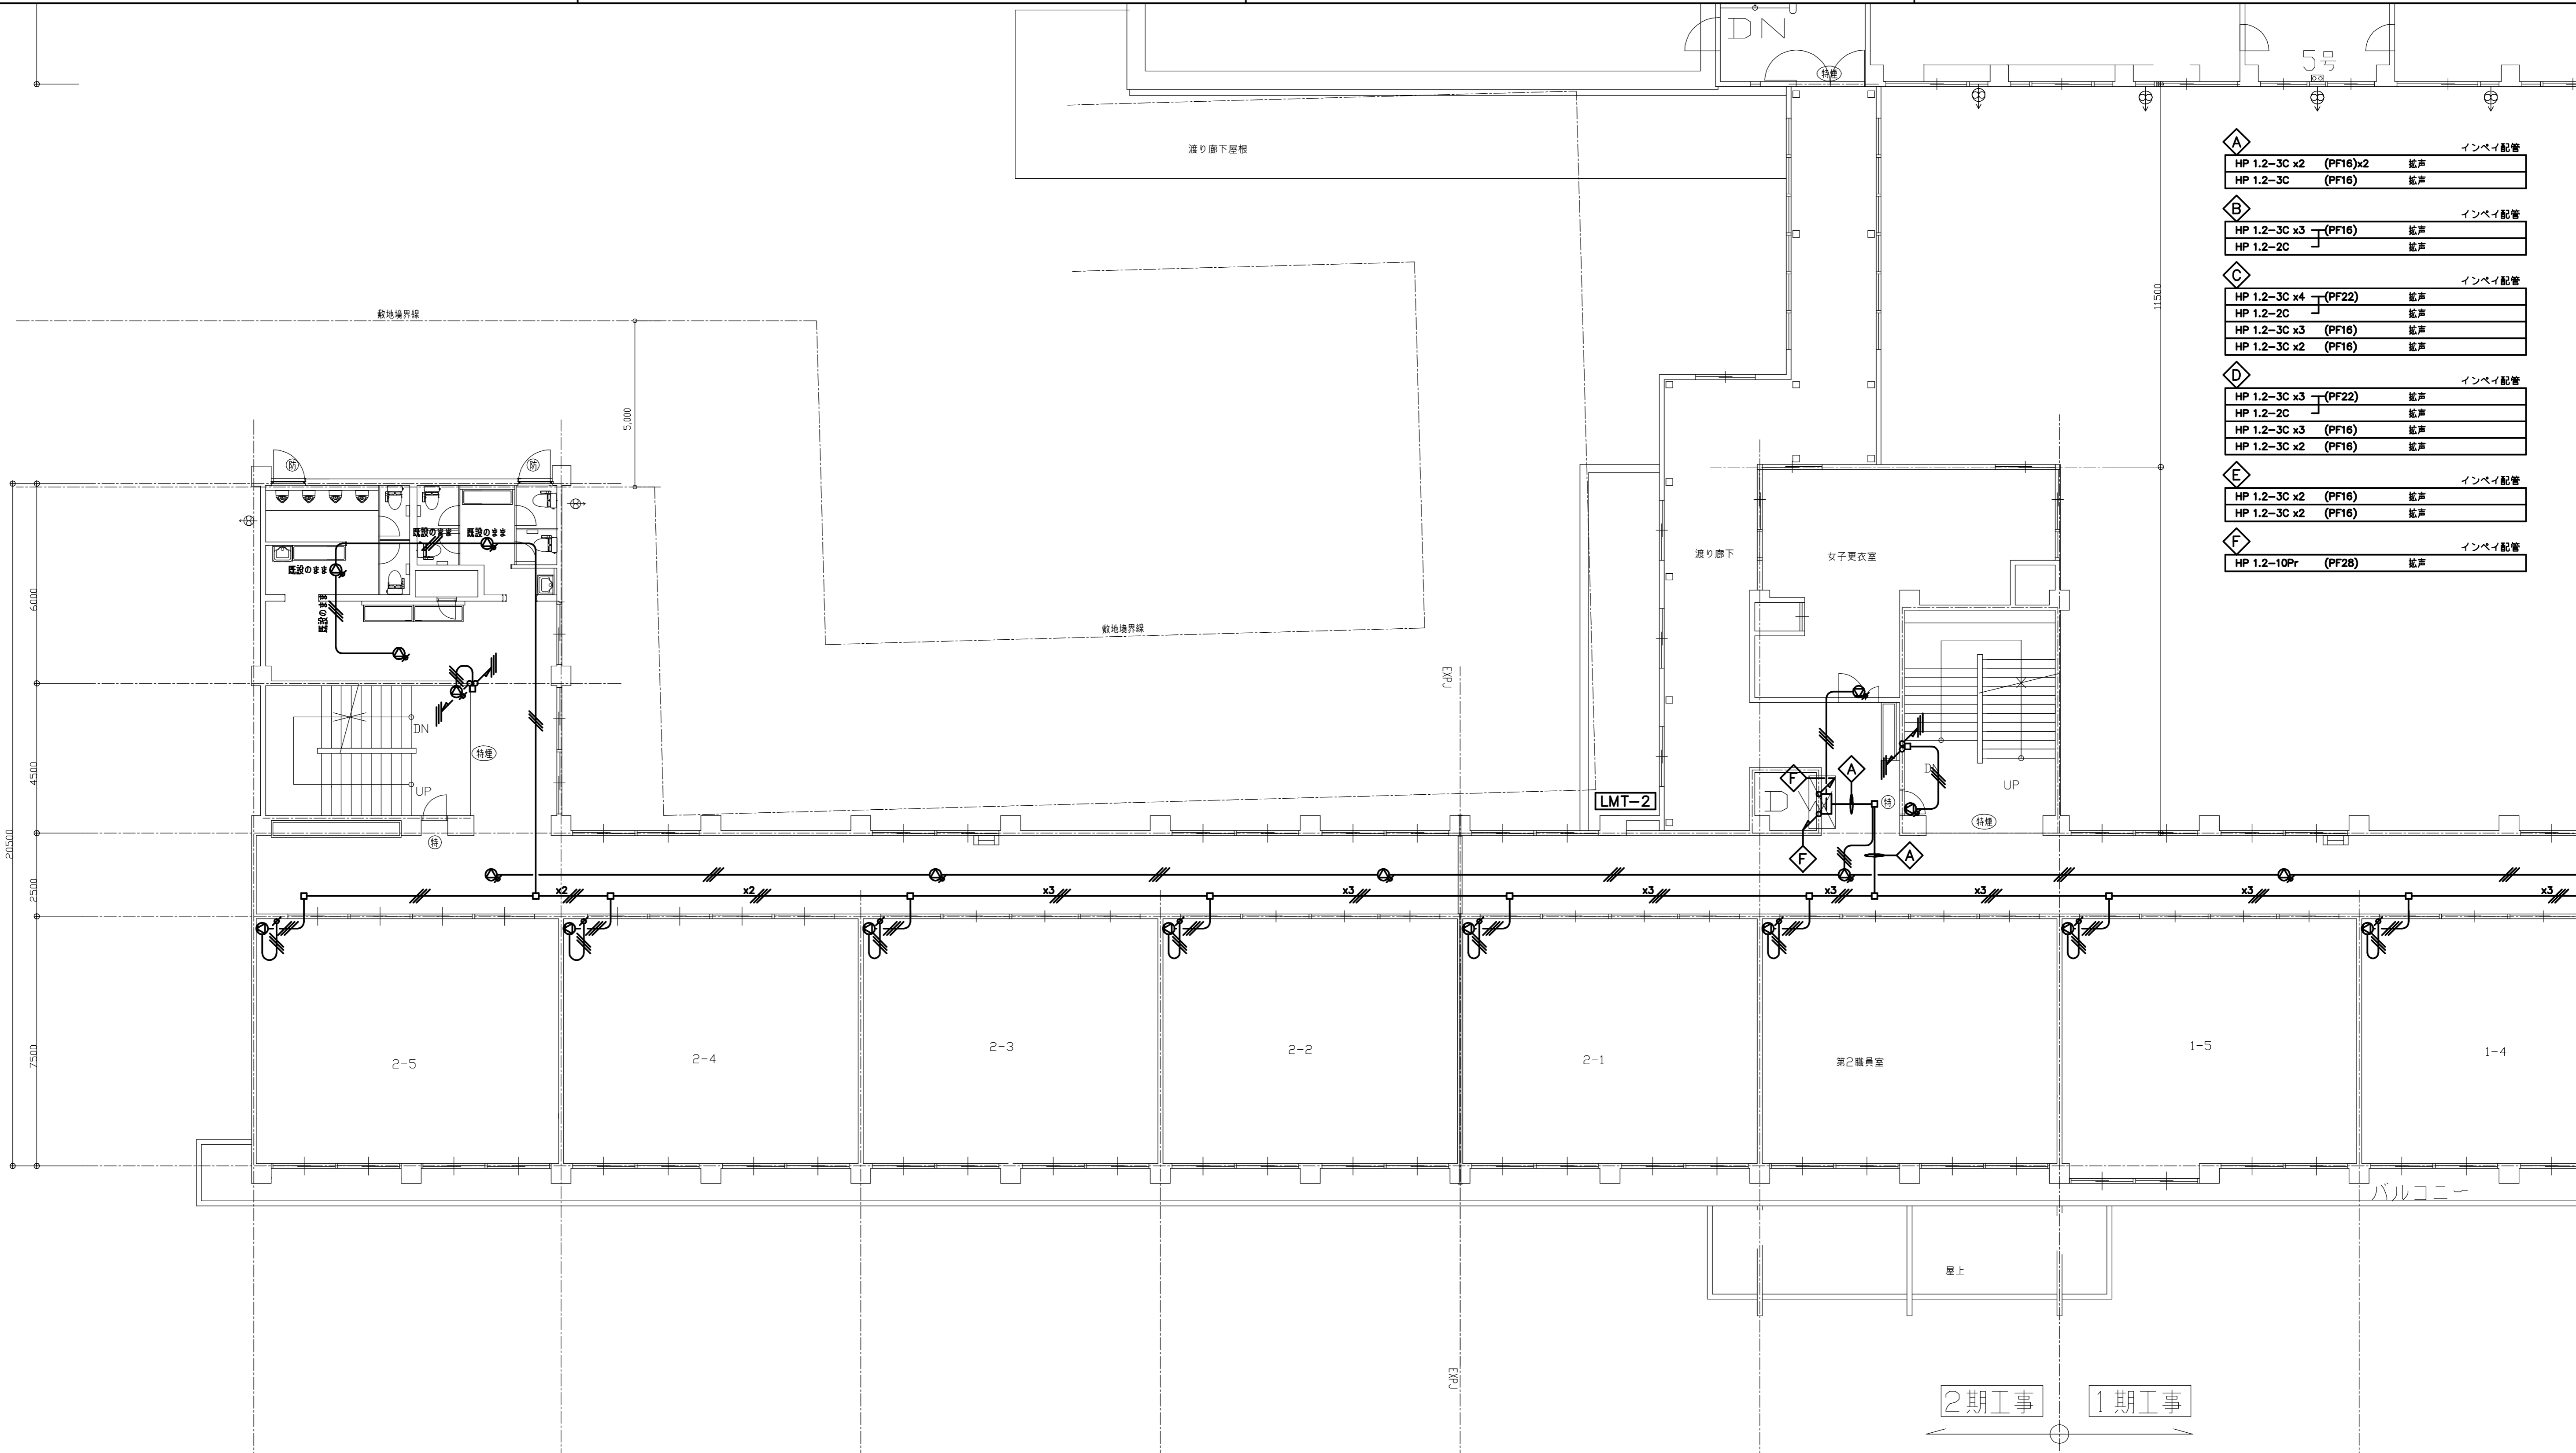 DN
特煙
5号
渡り廊下屋根
A インペイ配管
HP 1.2-3C x2 (PF16)x2 拡声
HP 1.2-3C (PF16) 拡声
B インペイ配管
HP 1.2-3C x3 (PF16) 拡声
HP 1.2-2C 拡声
C インペイ配管
HP 1.2-3C x4 (PF22) 拡声
HP 1.2-2C 拡声
HP 1.2-3C x3 (PF16) 拡声
HP 1.2-3C x2 (PF16) 拡声
D インペイ配管
HP 1.2-3C x3 (PF22) 拡声
HP 1.2-2C 拡声
HP 1.2-3C x3 (PF16) 拡声
HP 1.2-3C x2 (PF16) 拡声
E インペイ配管
HP 1.2-3C x2 (PF16) 拡声
HP 1.2-3C x2 (PF16) 拡声
F インペイ配管
HP 1.2-10Pr (PF28) 拡声
11500
敷地境界線
5,000
防
防
既設のまま
既設のまま
既設のまま
既設のまま
渡り廊下
女子更衣室
敷地境界線
EXPJ
6000
4500
20500
2500
7500
DN
特煙
UP
特
LMT-2
F
A
特
DN
UP
特煙
F
A
x2
x2
x3
x3
x3
x3
x3
x3
x3
2-5
2-4
2-3
2-2
2-1
第2職員室
1-5
1-4
バルコニー
屋上
EXPJ
2期工事
1期工事